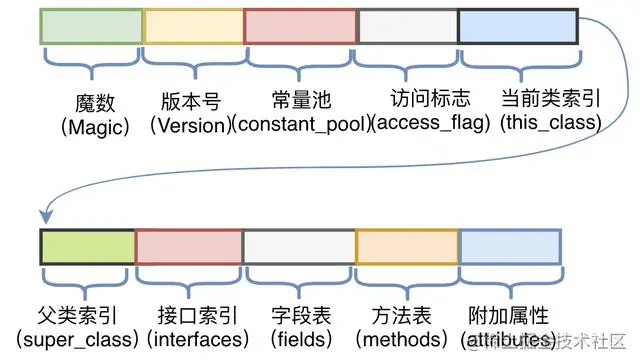 魔数 版本号 常量池 访问标志 当前类索引
(Magic) (Version) (constant_pool) (access_flag) (this_class)
父类索引 接口索引 字段表 方法表 附加属性
(super_class) (interfaces) (fields) (methods) (attributes)
@稀土掘金技术社区